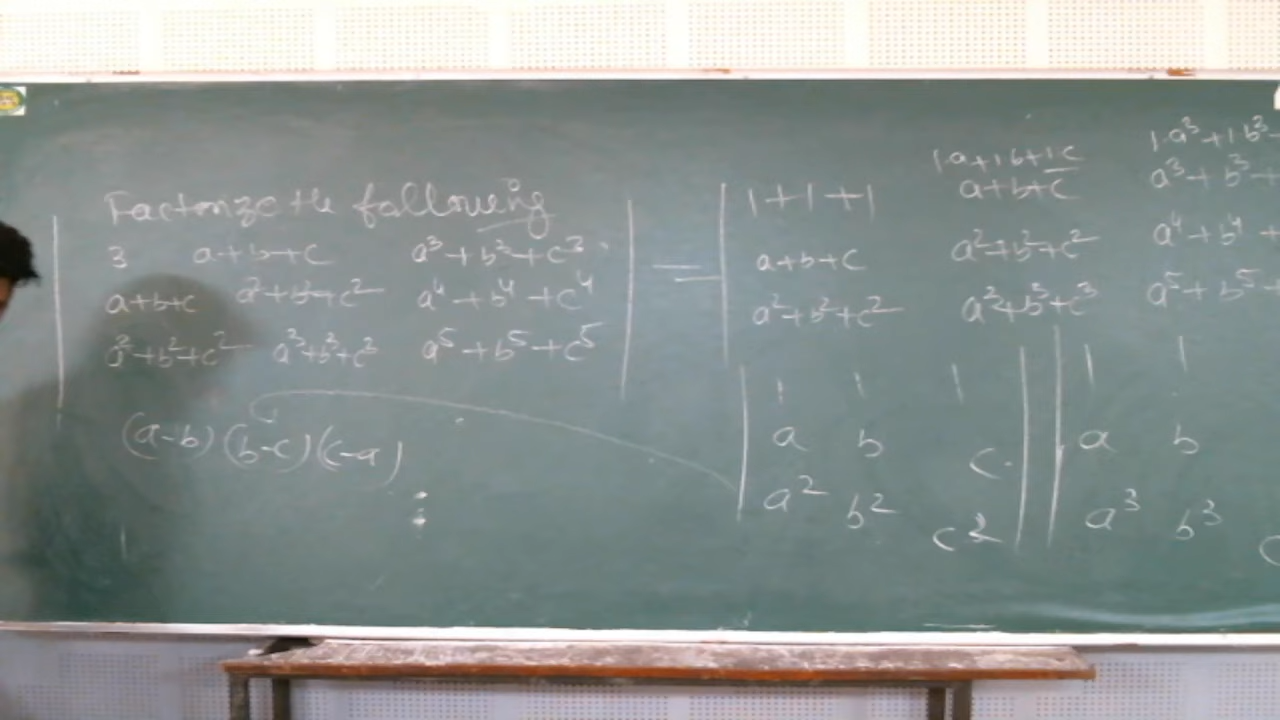 Factorize the following
3 a+b+c a³+b³+c³
a+b+c a²+b²+c² a⁴+b⁴+c⁴
a²+b²+c² a³+b³+c³ a⁵+b⁵+c⁵
(a-b)(b-c)(c-a)
=
1+1+1 1.a+1.b+1.c 1.a³+1.b³+
a+b+c a³+b³+
a+b+c a²+b²+c² a⁴+b⁴+
a²+b²+c² a³+b³+c³ a⁵+b⁵+
1 1 1 1 1
a b c a b
a² b² c² a³ b³